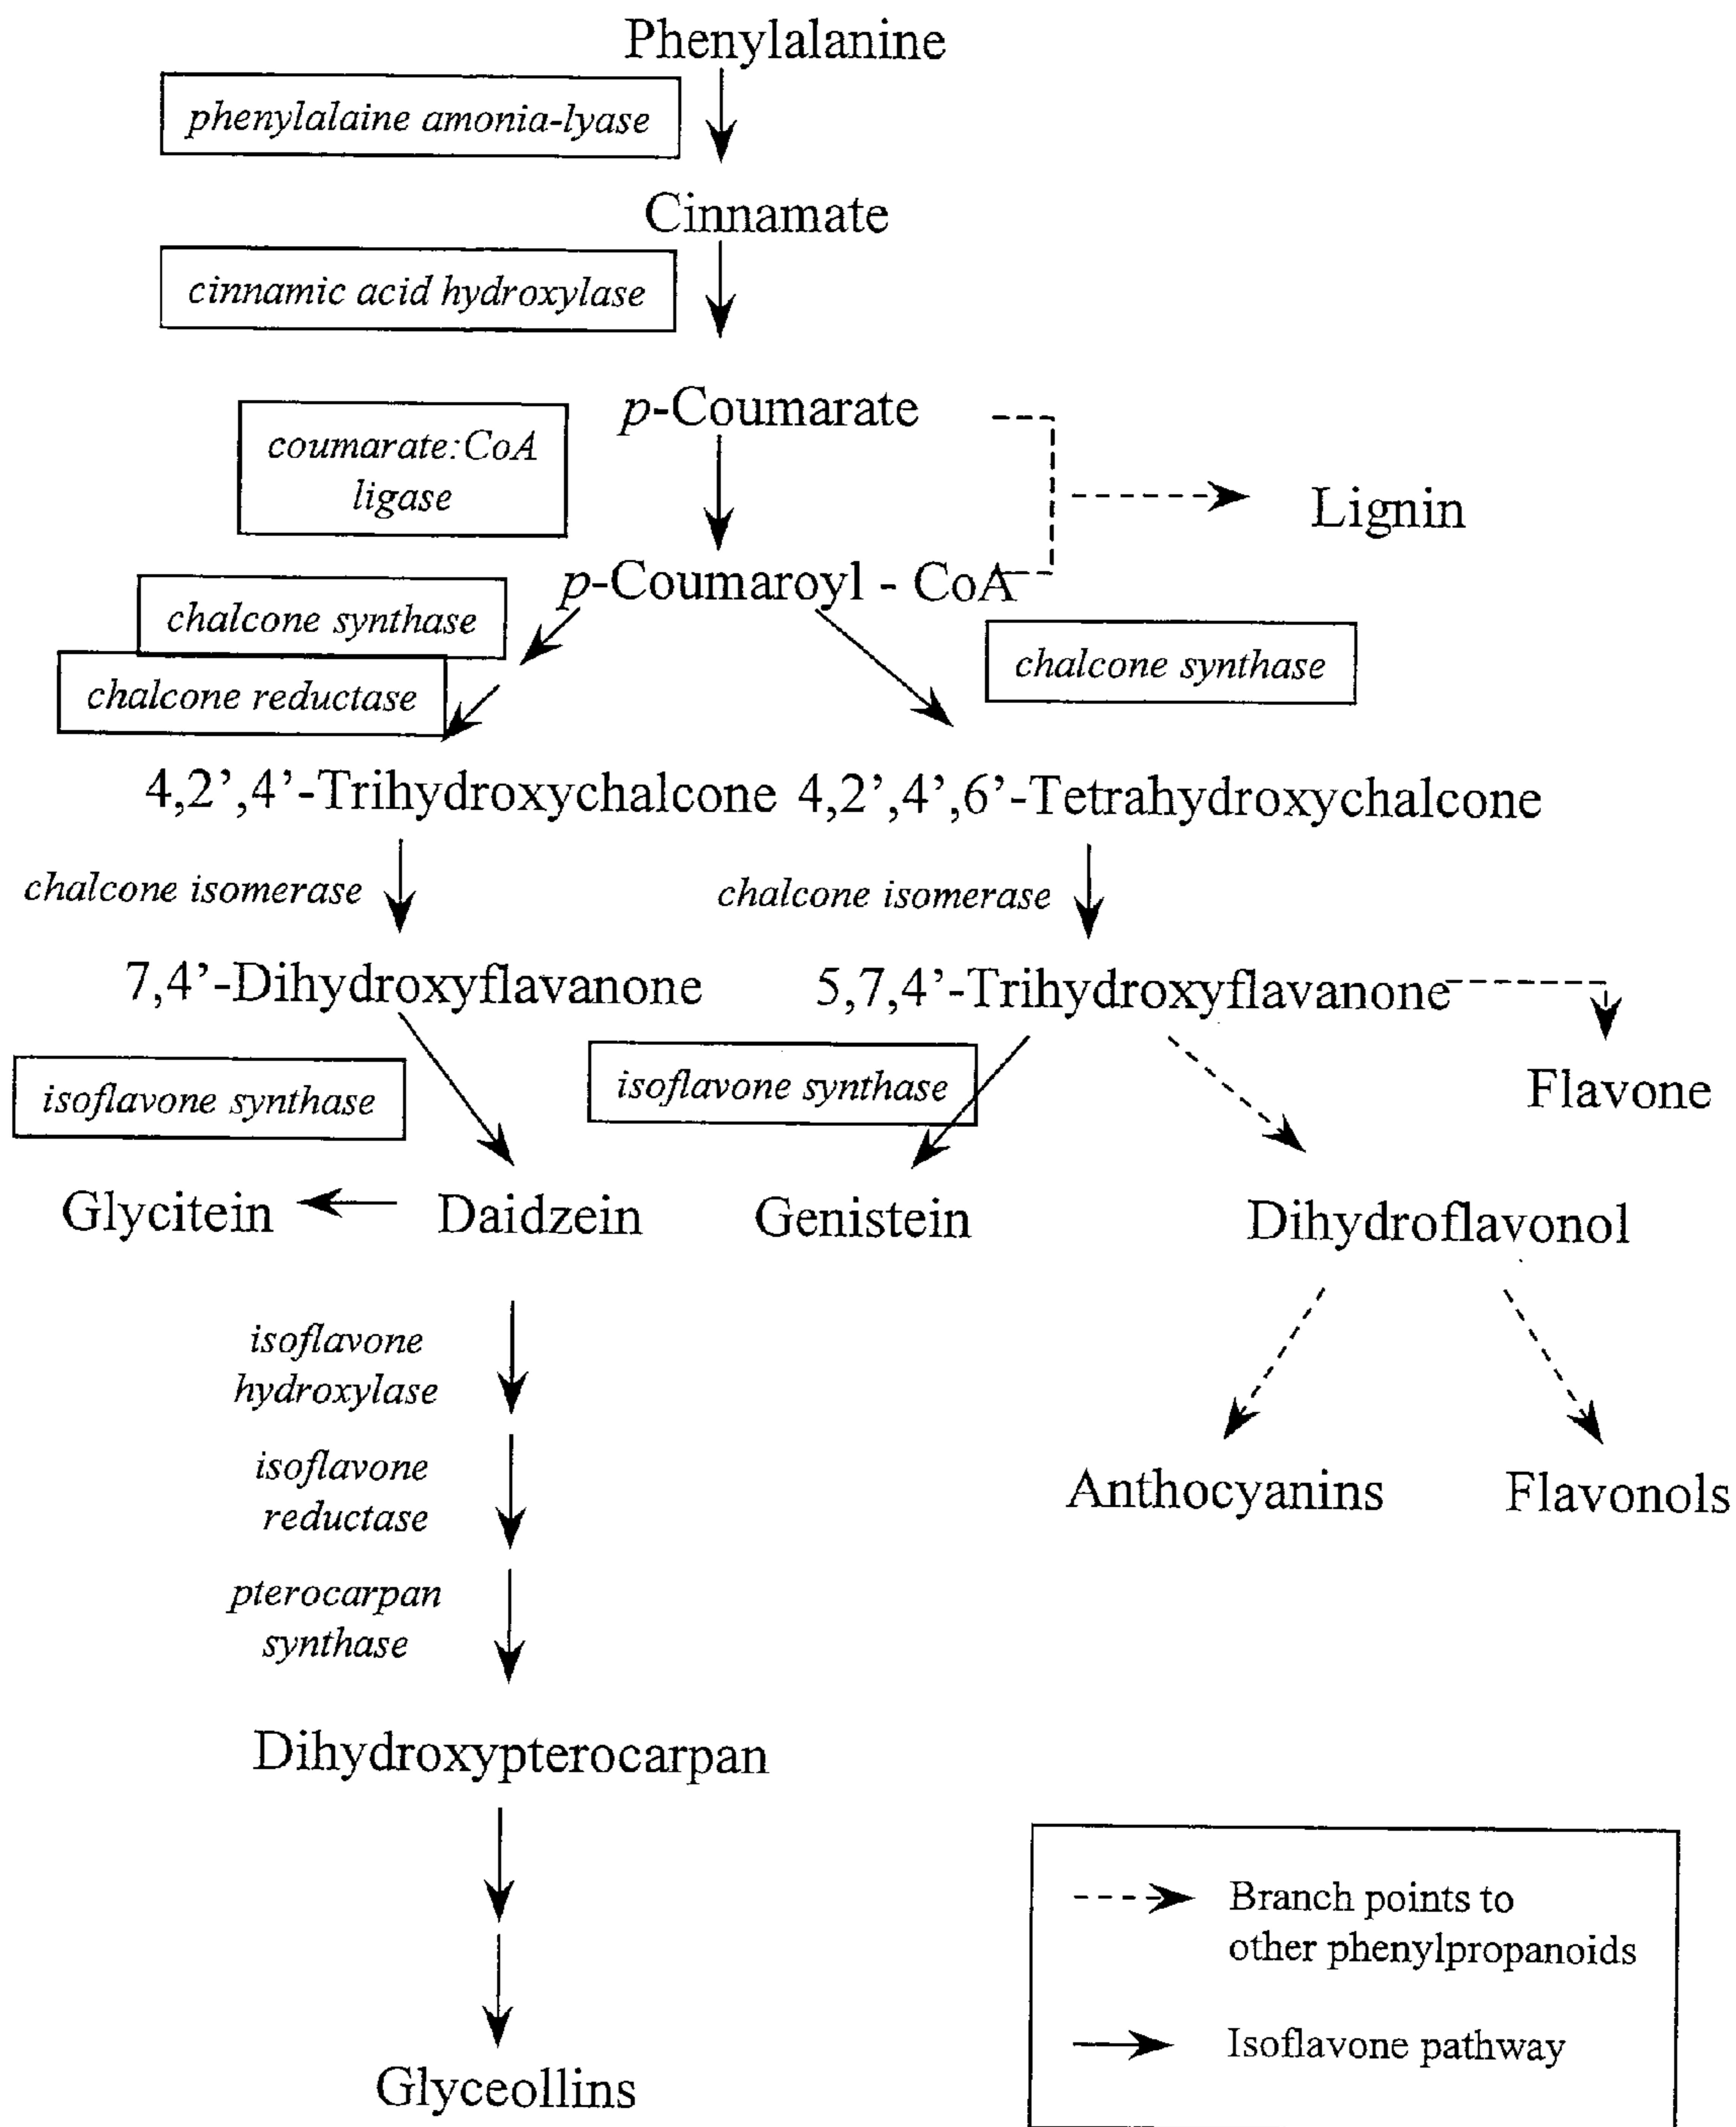 Phenylalanine
phenylalaine amonia-lyase
Cinnamate
cinnamic acid hydroxylase
p-Coumarate
coumarate:CoA
ligase
Lignin
p-Coumaroyl - CoA
chalcone synthase
chalcone synthase
chalcone reductase
4,2’,4’-Trihydroxychalcone 4,2’,4’,6’-Tetrahydroxychalcone
chalcone isomerase
chalcone isomerase
7,4’-Dihydroxyflavanone
5,7,4’-Trihydroxyflavanone
isoflavone synthase
isoflavone synthase
Flavone
Glycitein
Daidzein
Genistein
Dihydroflavonol
isoflavone
hydroxylase
isoflavone
reductase
Anthocyanins
Flavonols
pterocarpan
synthase
Dihydroxypterocarpan
Branch points to
other phenylpropanoids
Isoflavone pathway
Glyceollins